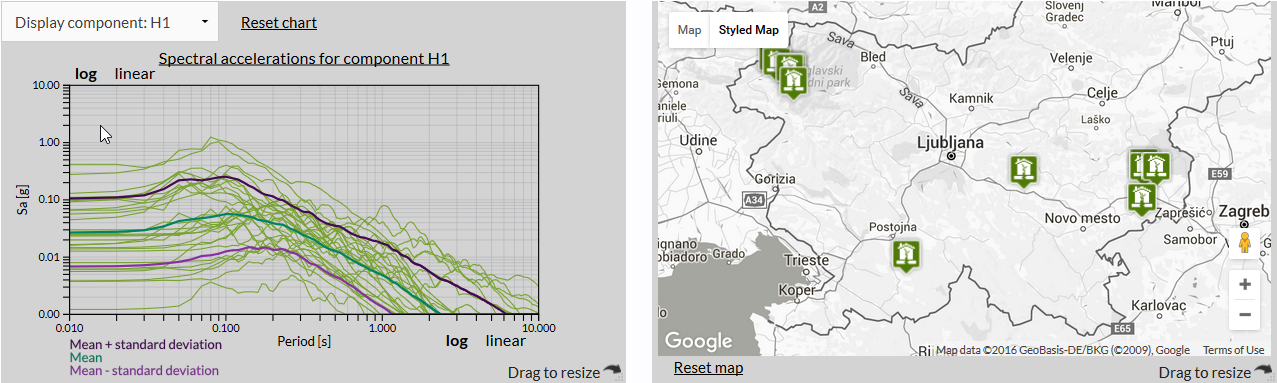 Display component: H1
Reset chart
Spectral accelerations for component H1
log linear
10.00
1.00
0.10
0.01
0.00
Sa [g]
0.010 0.100 1.000 10.000
Period [s]
log linear
Mean + standard deviation
Mean
Mean - standard deviation
Drag to resize
Map Styled Map
A2
Sava
Bled
Slovenj
Gradec
Maribor
Ptuj
Velenje
glavski
dni park
Sava
Kamnik
Celje
Laško
Gemona
Udine
Ljubljana
Gorizia
A34
E59
Novo mesto
Zaprešić
Zagreb
Samobor
Postojna
Grado
Trieste
Koper
Karlovac
E65
Google
Map data ©2016 GeoBasis-DE/BKG (©2009), Google Terms of Use
+
−
Reset map
Drag to resize